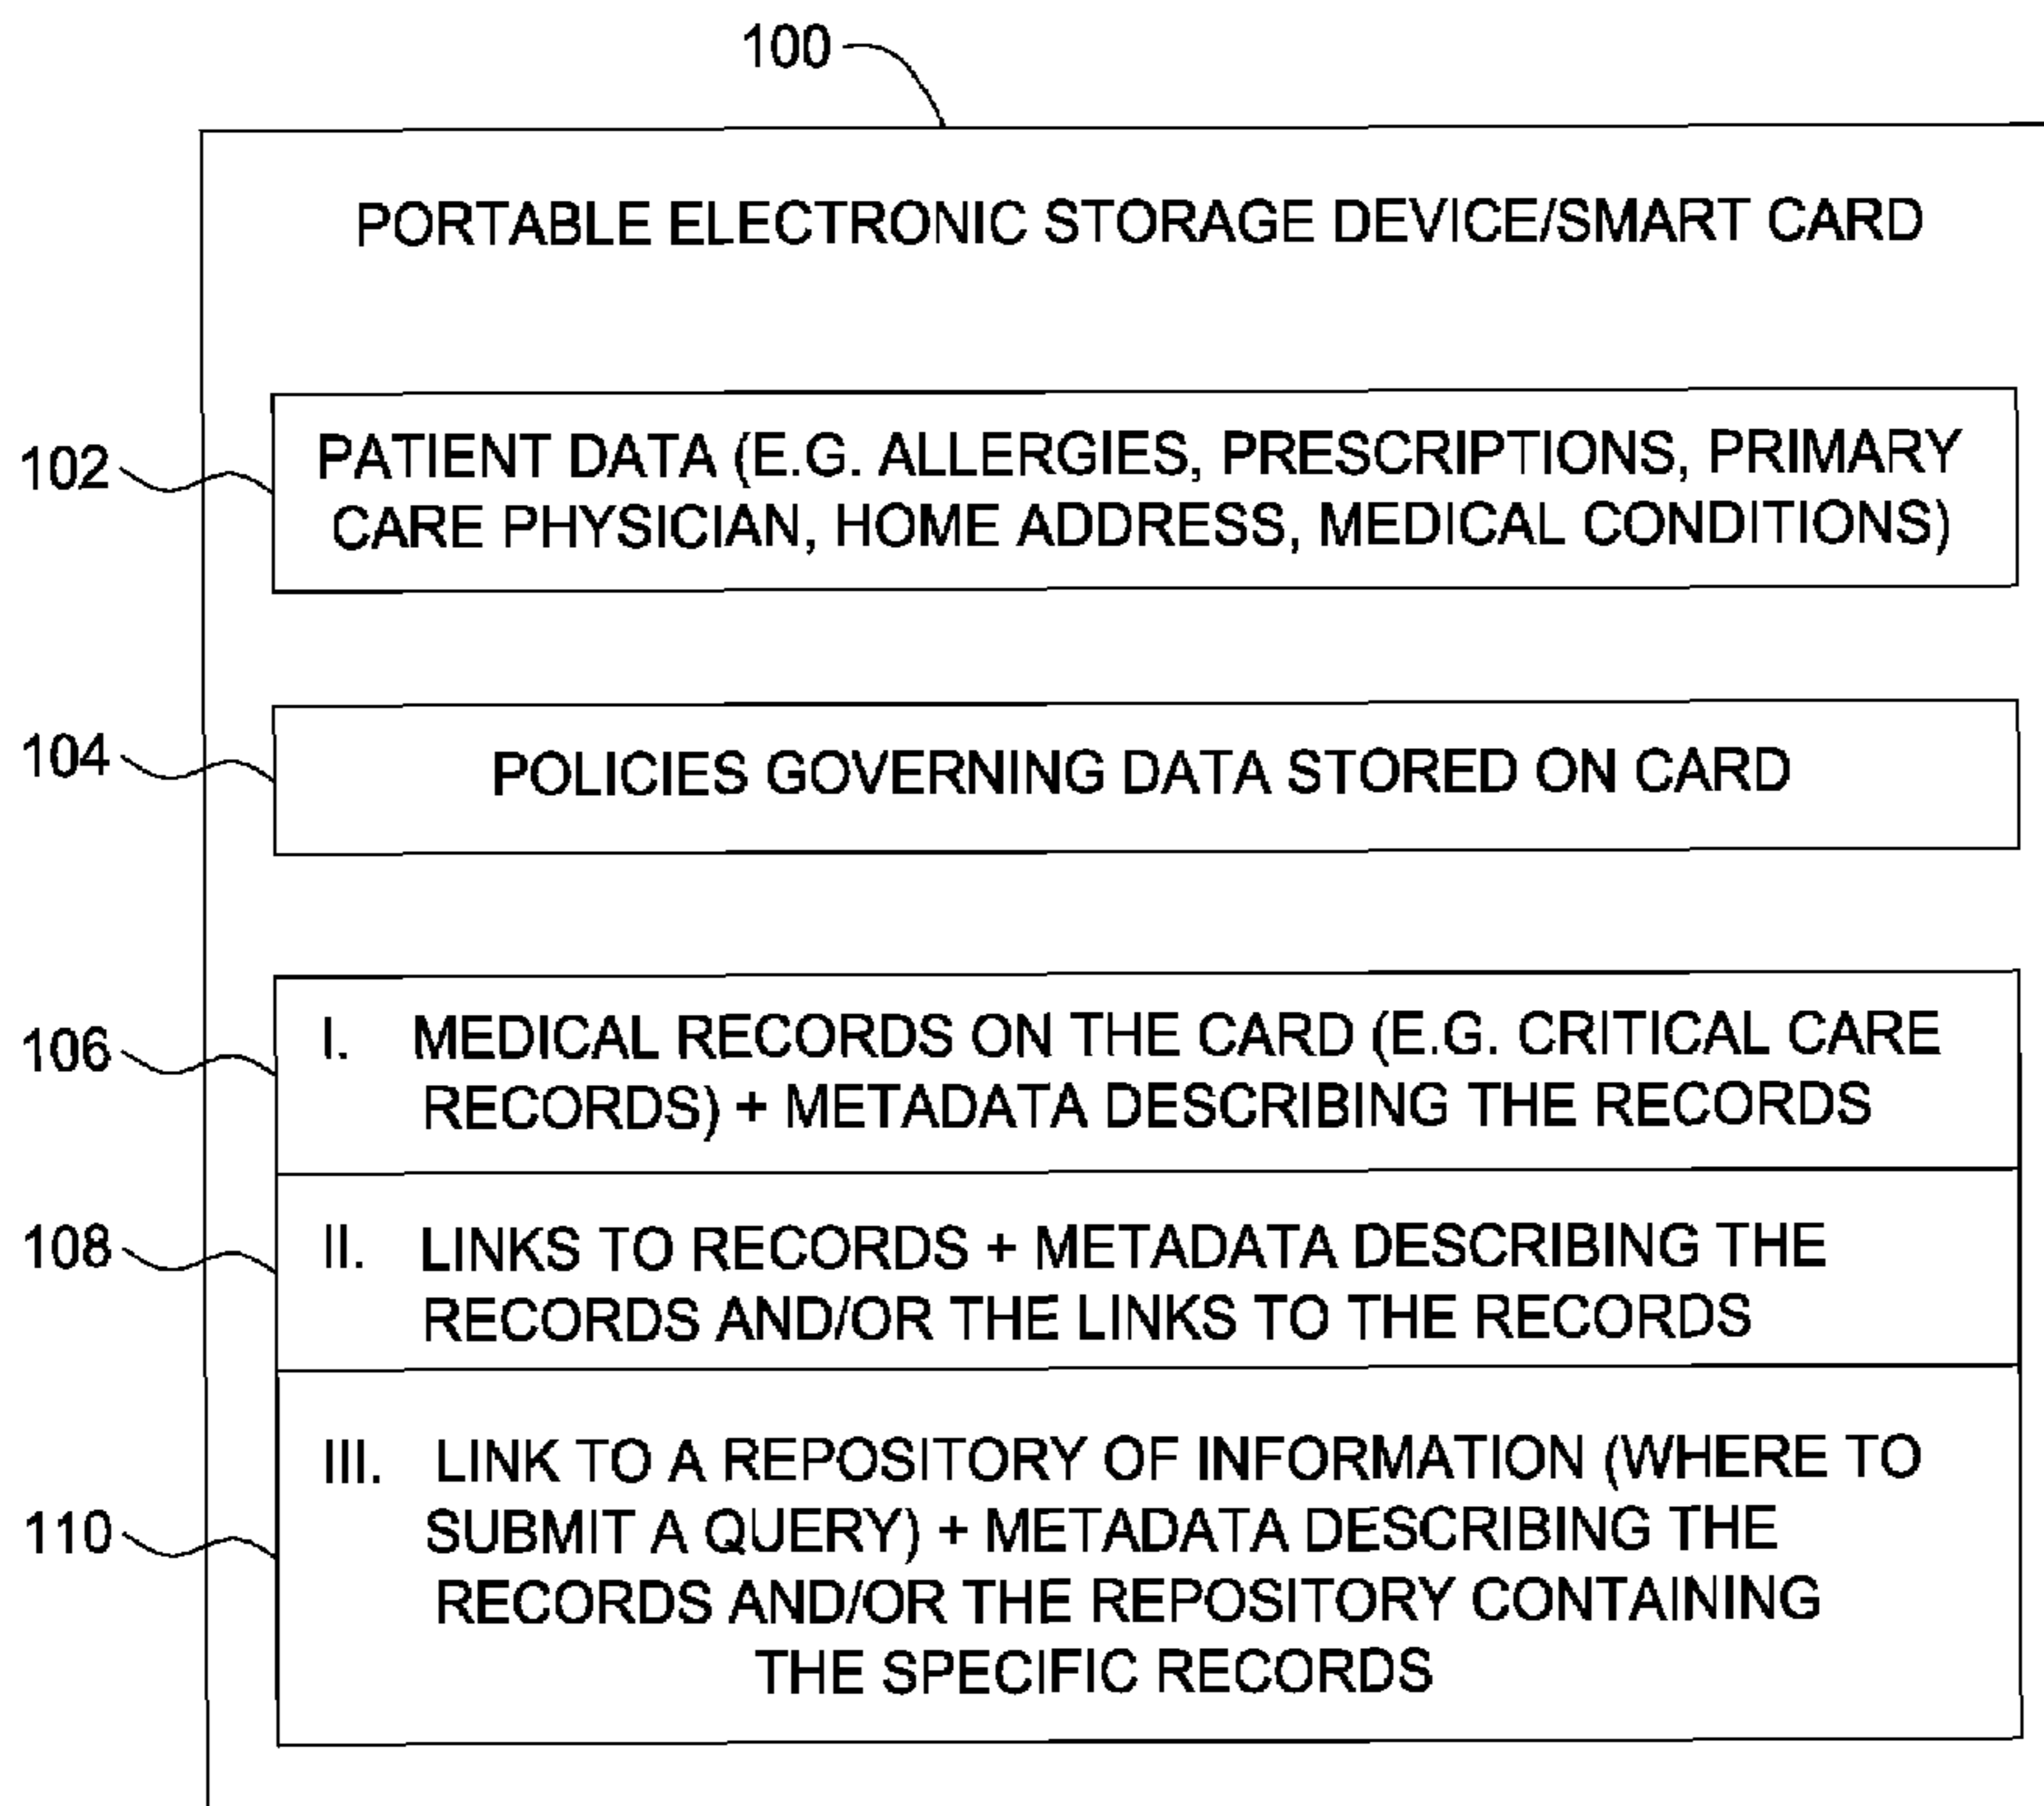 100
PORTABLE ELECTRONIC STORAGE DEVICE/SMART CARD
102
PATIENT DATA (E.G. ALLERGIES, PRESCRIPTIONS, PRIMARY
CARE PHYSICIAN, HOME ADDRESS, MEDICAL CONDITIONS)
104
POLICIES GOVERNING DATA STORED ON CARD
106
I. MEDICAL RECORDS ON THE CARD (E.G. CRITICAL CARE
RECORDS) + METADATA DESCRIBING THE RECORDS
108
II. LINKS TO RECORDS + METADATA DESCRIBING THE
RECORDS AND/OR THE LINKS TO THE RECORDS
110
III. LINK TO A REPOSITORY OF INFORMATION (WHERE TO
SUBMIT A QUERY) + METADATA DESCRIBING THE
RECORDS AND/OR THE REPOSITORY CONTAINING
THE SPECIFIC RECORDS